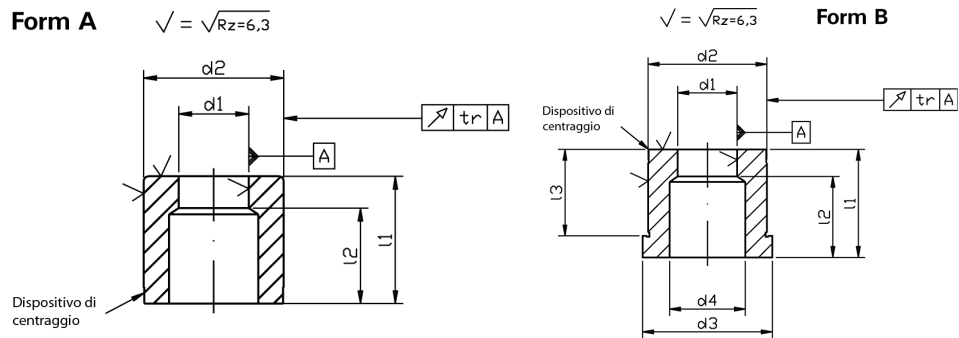 Form A
√ = √Rz=6,3
d2
d1
tr A
A
l2
l1
Dispositivo di
centraggio
√ = √Rz=6,3
Form B
d2
d1
tr A
Dispositivo di
centraggio
A
l3
l2
l1
d4
d3